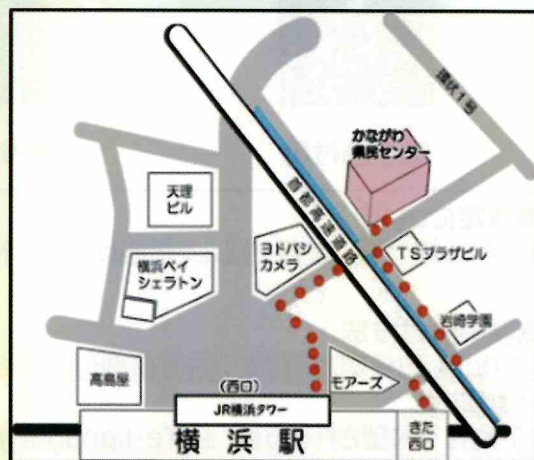 環状1号
かながわ
県民センター
首都高速道路
天理
ビル
ヨドバシ
カメラ
TSプラザビル
横浜ベイ
シェラトン
岩崎学園
高島屋
モアーズ
(西口)
JR横浜タワー
横浜駅
きた
西口